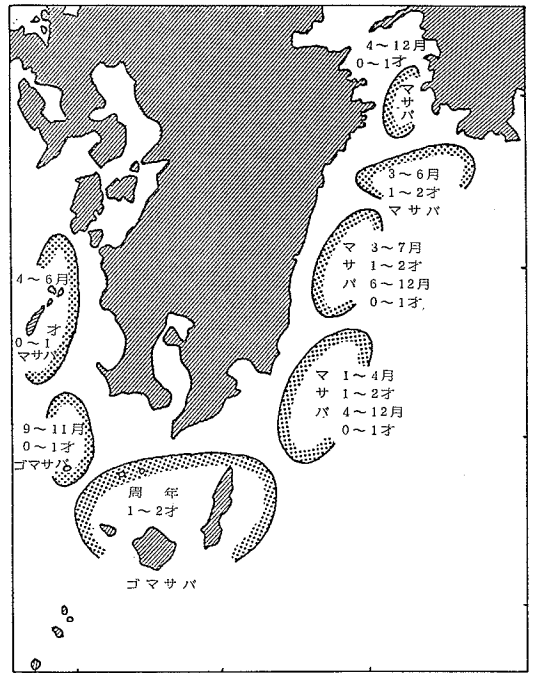 4～12月
0～1才
マサバ
3～6月
1～2才
マサバ
マサバ
3～7月
1～2才
6～12月
0～1才
マサバ
1～4月
1～2才
4～12月
0～1才
4～6月
0～1才
マサバ
9～11月
0～1才
ゴマサバ
周年
1～2才
ゴマサバ